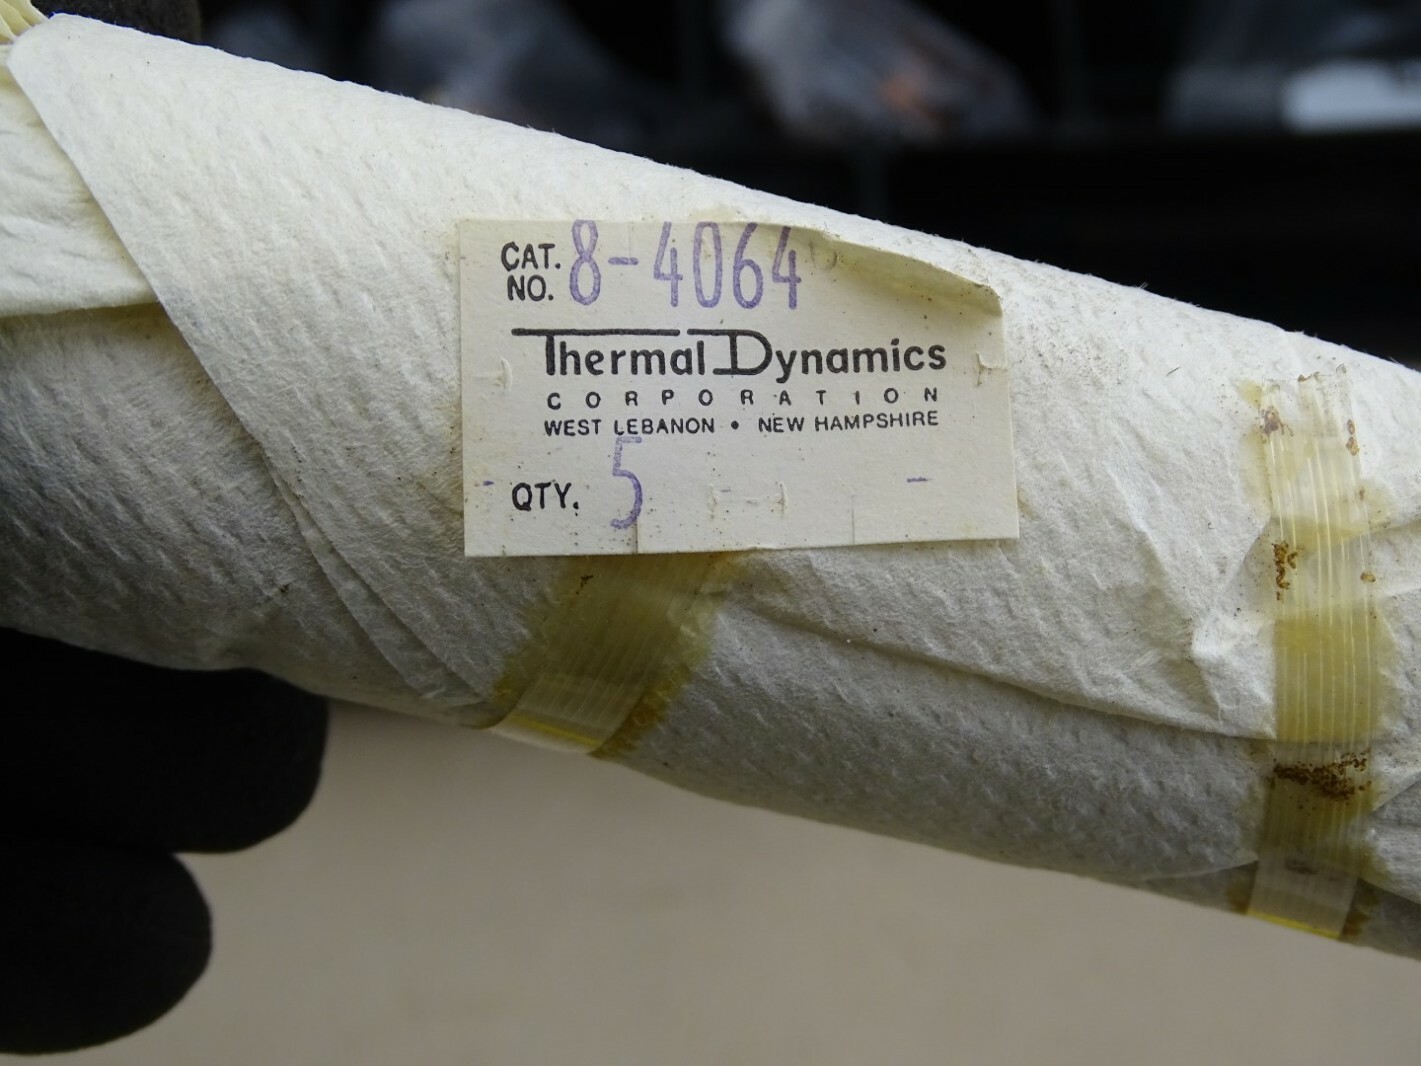 CAT. NO. 8-4064
Thermal Dynamics
CORPORATION
WEST LEBANON • NEW HAMPSHIRE
QTY. 5 -